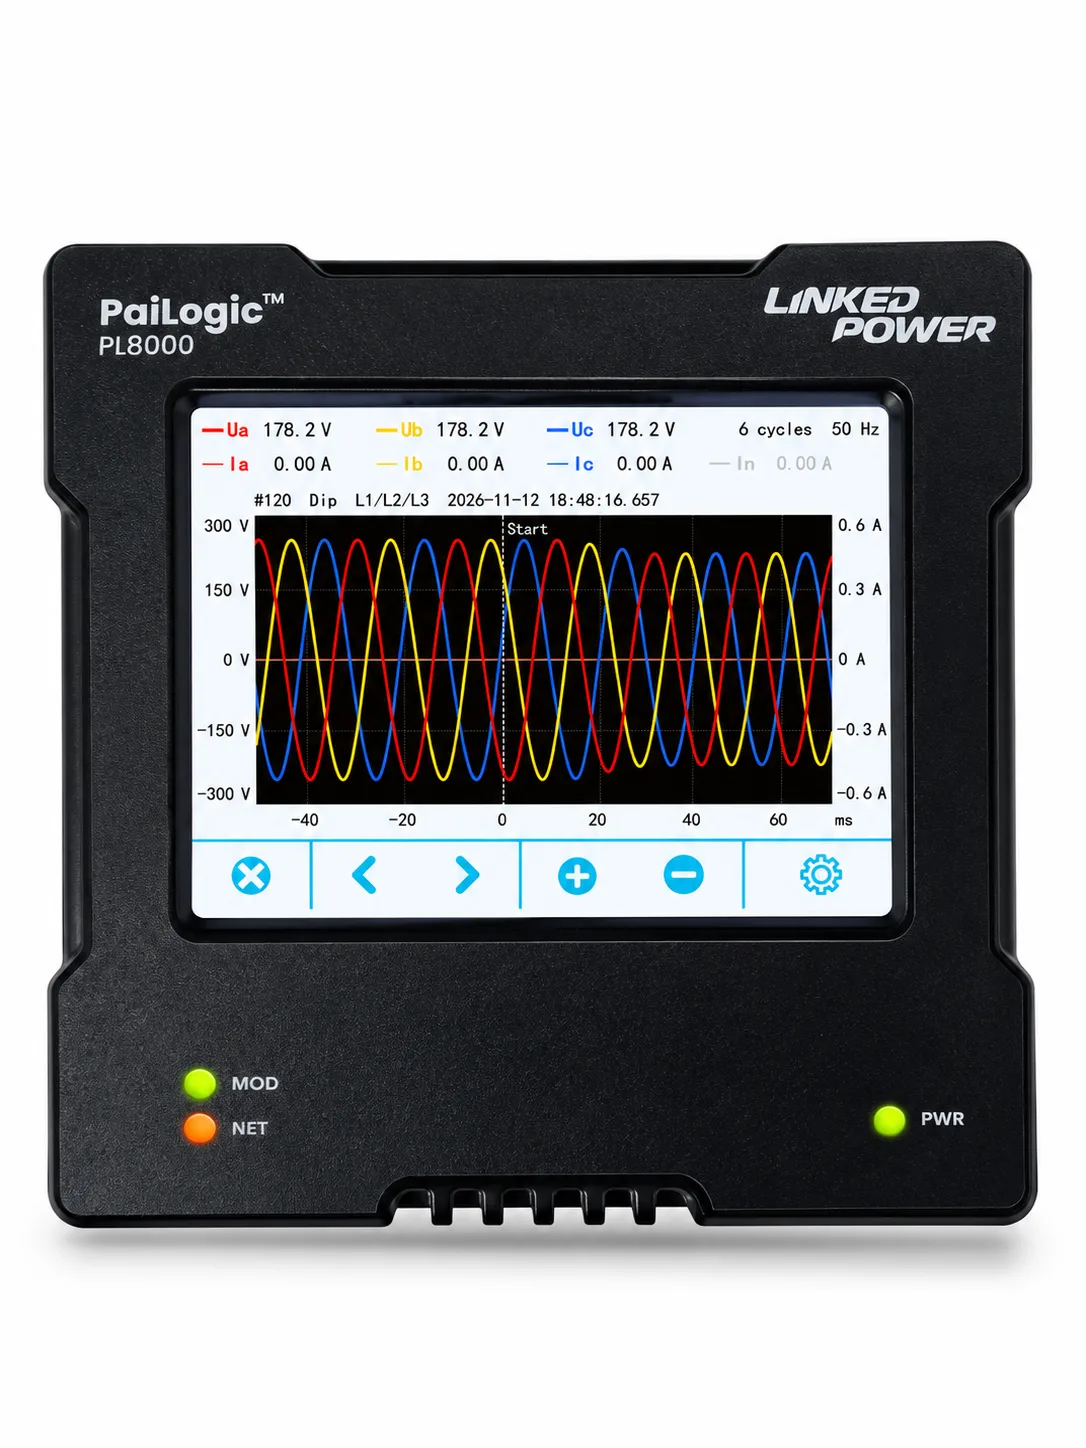 PaiLogic™
PL8000
LINKED
POWER
Ua 178.2 V Ub 178.2 V Uc 178.2 V 6 cycles 50 Hz
Ia 0.00 A Ib 0.00 A Ic 0.00 A In 0.00 A
#120 Dip L1/L2/L3 2026-11-12 18:48:16.657
300 V Start 0.6 A
150 V 0.3 A
0 V 0 A
-150 V -0.3 A
-300 V -0.6 A
-40 -20 0 20 40 60 ms
MOD
NET
PWR